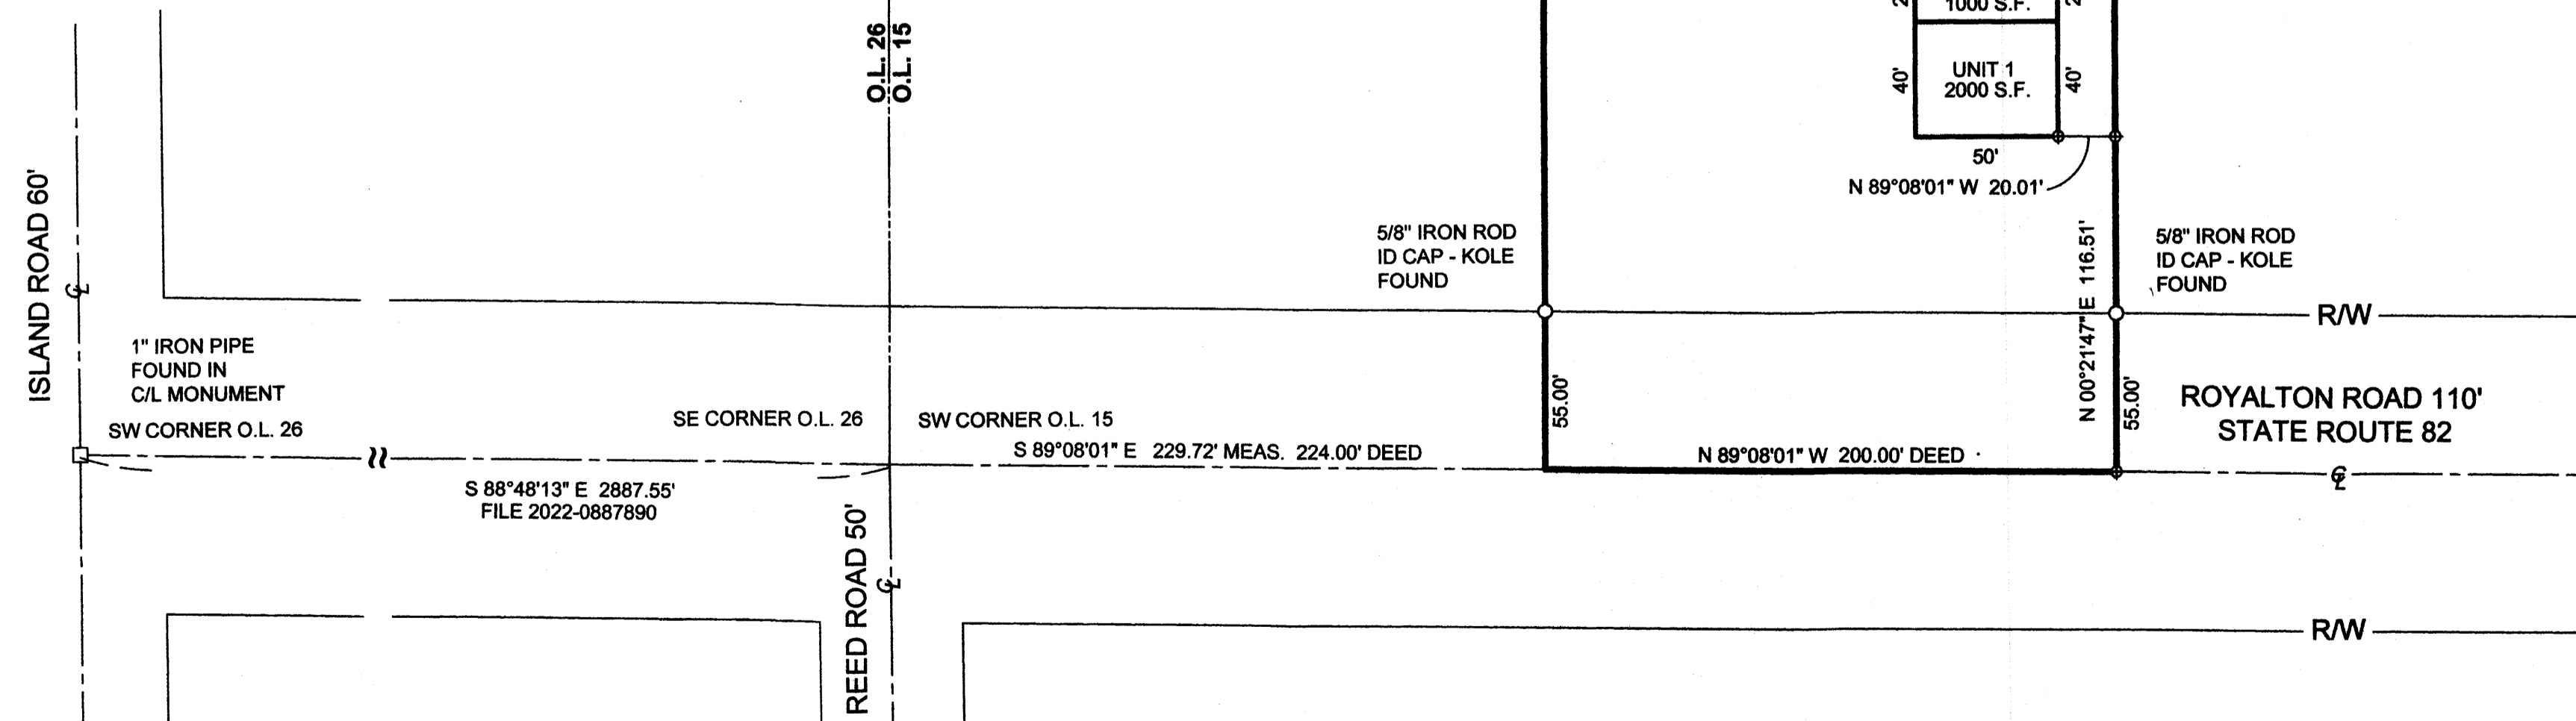 1000 S.F.
O.L. 26
O.L. 15
UNIT 1
2000 S.F.
40'
40'
50'
N 89°08'01" W 20.01'
ISLAND ROAD 60'
5/8" IRON ROD
ID CAP - KOLE
FOUND
N 00°21'47" E 116.51'
5/8" IRON ROD
ID CAP - KOLE
FOUND
R/W
1" IRON PIPE
FOUND IN
C/L MONUMENT
SW CORNER O.L. 26
SE CORNER O.L. 26
SW CORNER O.L. 15
S 89°08'01" E 229.72' MEAS. 224.00' DEED
55.00'
N 89°08'01" W 200.00' DEED
55.00'
ROYALTON ROAD 110'
STATE ROUTE 82
S 88°48'13" E 2887.55'
FILE 2022-0887890
REED ROAD 50'
R/W